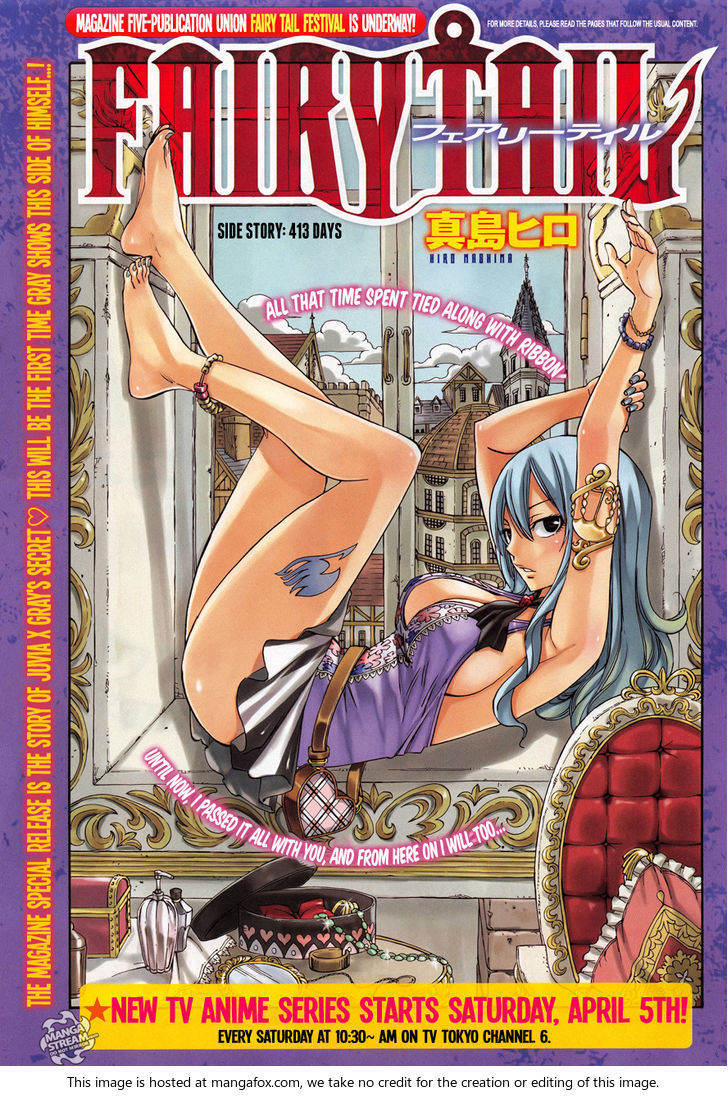 MAGAZINE FIVE-PUBLICATION UNION FAIRY TAIL FESTIVAL IS UNDERWAY!
FOR MORE DETAILS, PLEASE READ THE PAGES THAT FOLLOW THE USUAL CONTENT.
FAIRY TAIL
フェアリーテイル
SIDE STORY: 413 DAYS
真島ヒロ
HIRO MASHIMA
THE MAGAZINE SPECIAL RELEASE IS THE STORY OF JUVIA X GRAY'S SECRET♡ THIS WILL BE THE FIRST TIME GRAY SHOWS THIS SIDE OF HIMSELF...!
ALL THAT TIME SPENT TIED ALONG WITH RIBBON
UNTIL NOW, I PASSED IT ALL WITH YOU, AND FROM HERE ON I WILL TOO...
★NEW TV ANIME SERIES STARTS SATURDAY, APRIL 5TH!
EVERY SATURDAY AT 10:30~ AM ON TV TOKYO CHANNEL 6.
MANGA
STREAM
This image is hosted at mangafox.com, we take no credit for the creation or editing of this image.